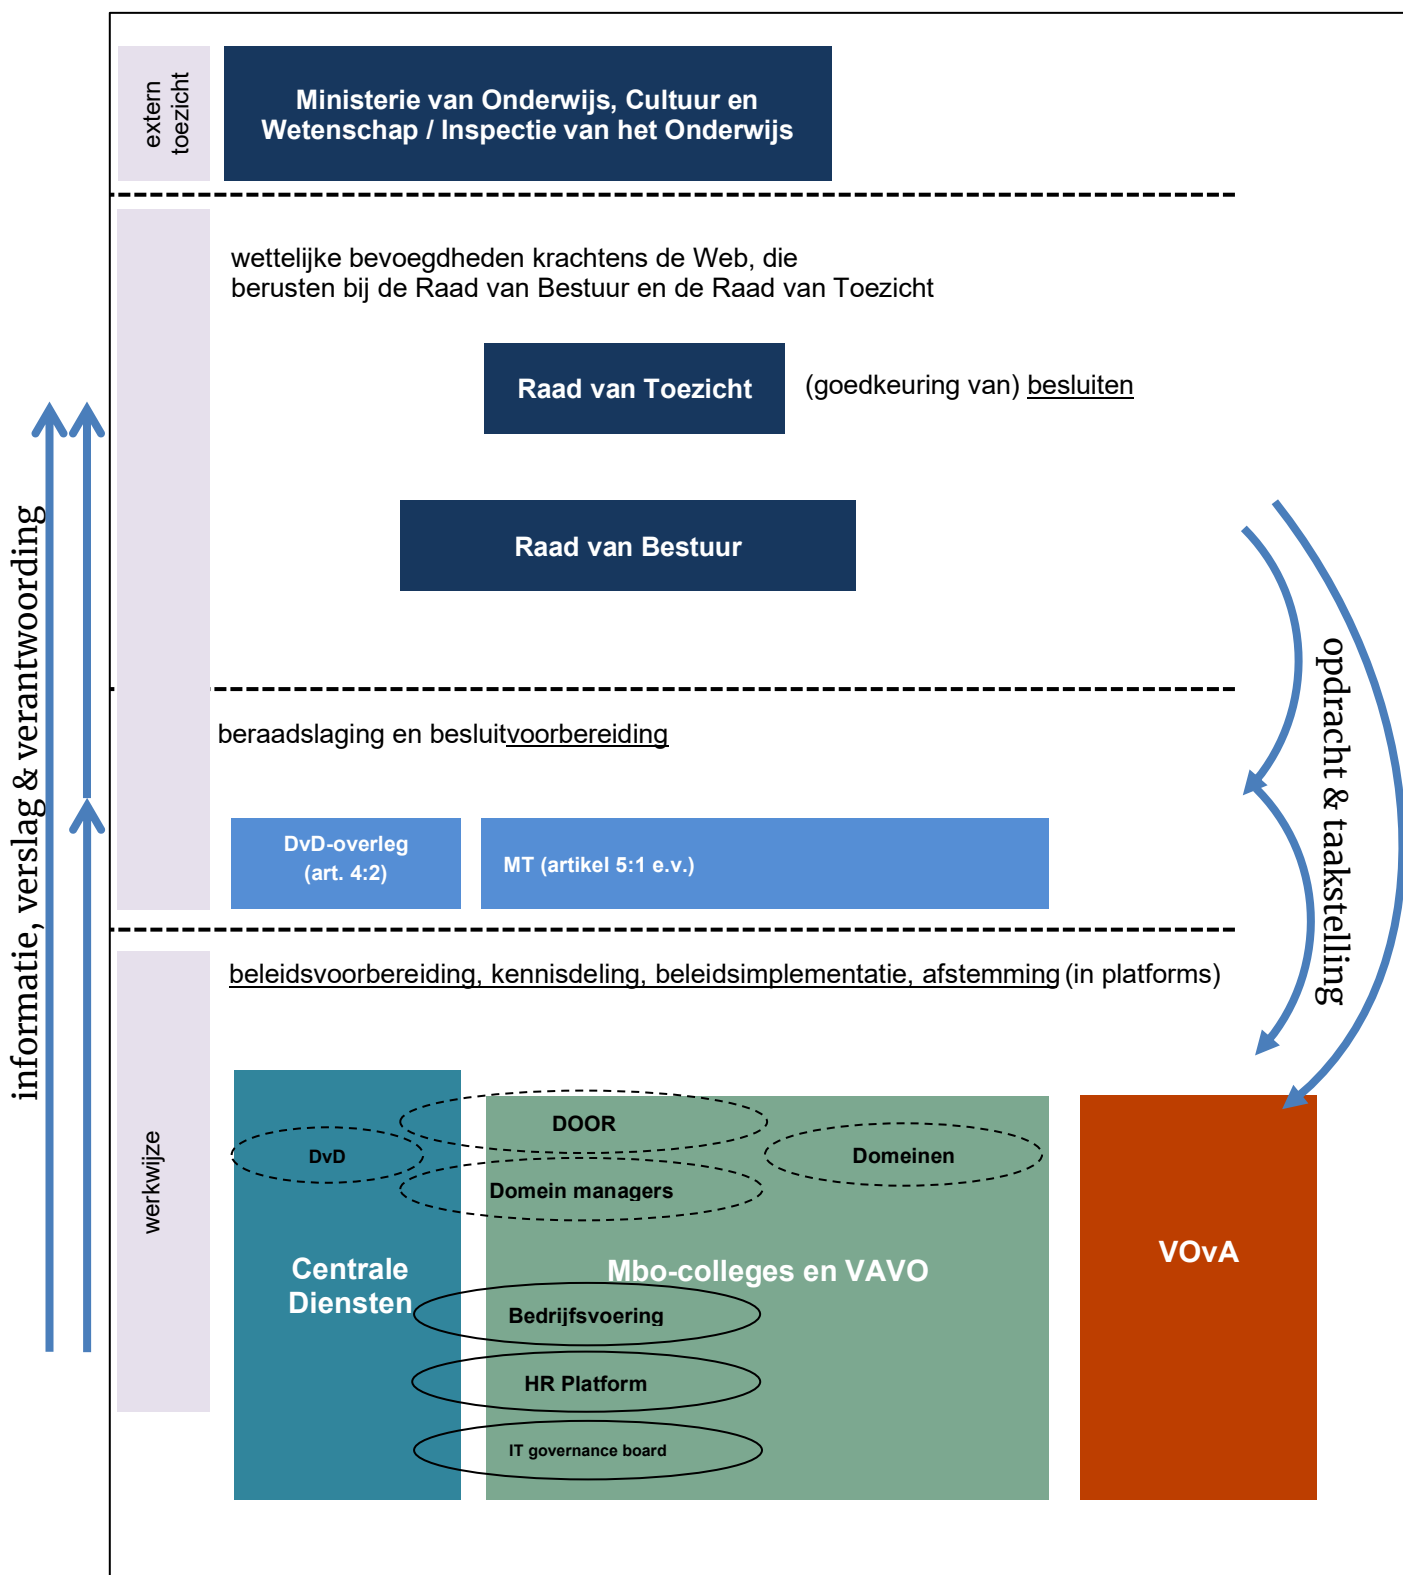 extern
toezicht
Ministerie van Onderwijs, Cultuur en
Wetenschap / Inspectie van het Onderwijs
wettelijke bevoegdheden krachtens de Web, die
berusten bij de Raad van Bestuur en de Raad van Toezicht
Raad van Toezicht
(goedkeuring van) besluiten
Raad van Bestuur
informatie, verslag & verantwoording
opdracht & taakstelling
beraadslaging en besluitvoorbereiding
DvD-overleg
(art. 4:2)
MT (artikel 5:1 e.v.)
beleidsvoorbereiding, kennisdeling, beleidsimplementatie, afstemming (in platforms)
werkwijze
DOOR
DvD
Domeinen
Domein managers
Centrale
Diensten
Mbo-colleges en VAVO
VOvA
Bedrijfsvoering
HR Platform
IT governance board